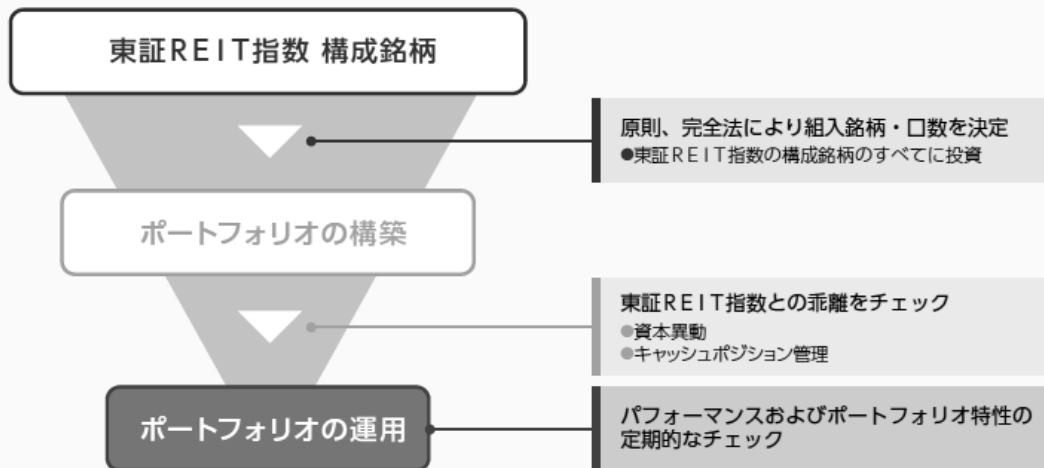 東証REIT指数 構成銘柄
原則、完全法により組入銘柄・口数を決定
●東証REIT指数の構成銘柄のすべてに投資
ポートフォリオの構築
東証REIT指数との乖離をチェック
●資本異動
●キャッシュポジション管理
ポートフォリオの運用
パフォーマンスおよびポートフォリオ特性の
定期的なチェック